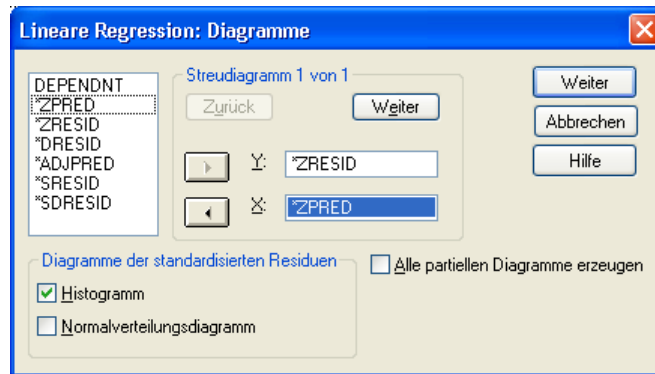 Lineare Regression: Diagramme
DEPENDNT
*ZPRED
*ZRESID
*DRESID
*ADJPRED
*SRESID
*SDRESID
Streudiagramm 1 von 1
Zurück
Weiter
Y:
*ZRESID
X:
*ZPRED
Weiter
Abbrechen
Hilfe
Diagramme der standardisierten Residuen
Histogramm
Normalverteilungsdiagramm
Alle partiellen Diagramme erzeugen